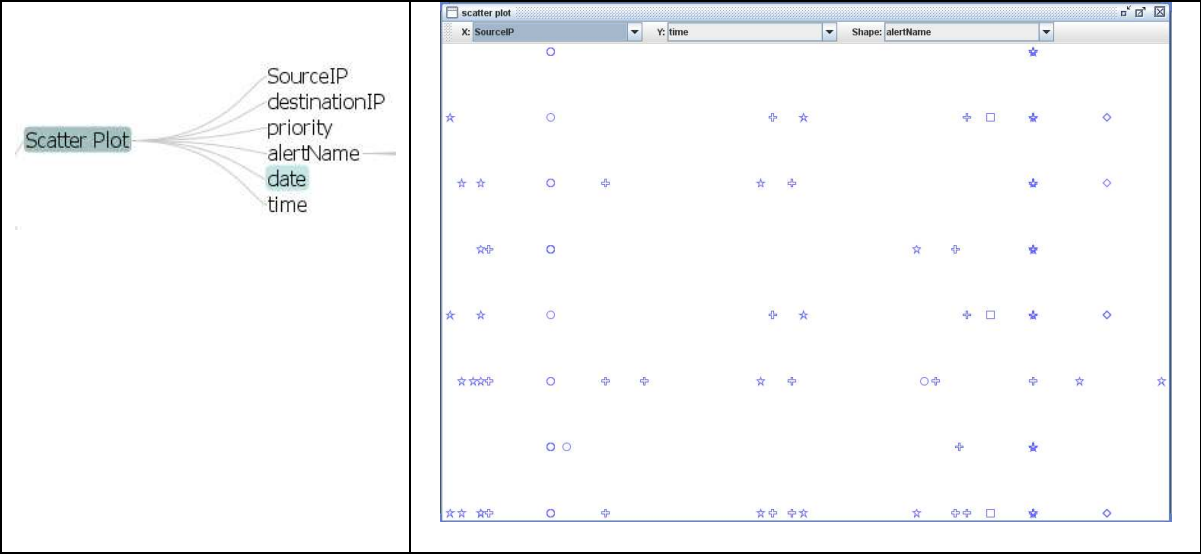 Scatter Plot
SourceIP
destinationIP
priority
alertName
date
time
scatter plot
X: SourceIP Y: time Shape: alertName